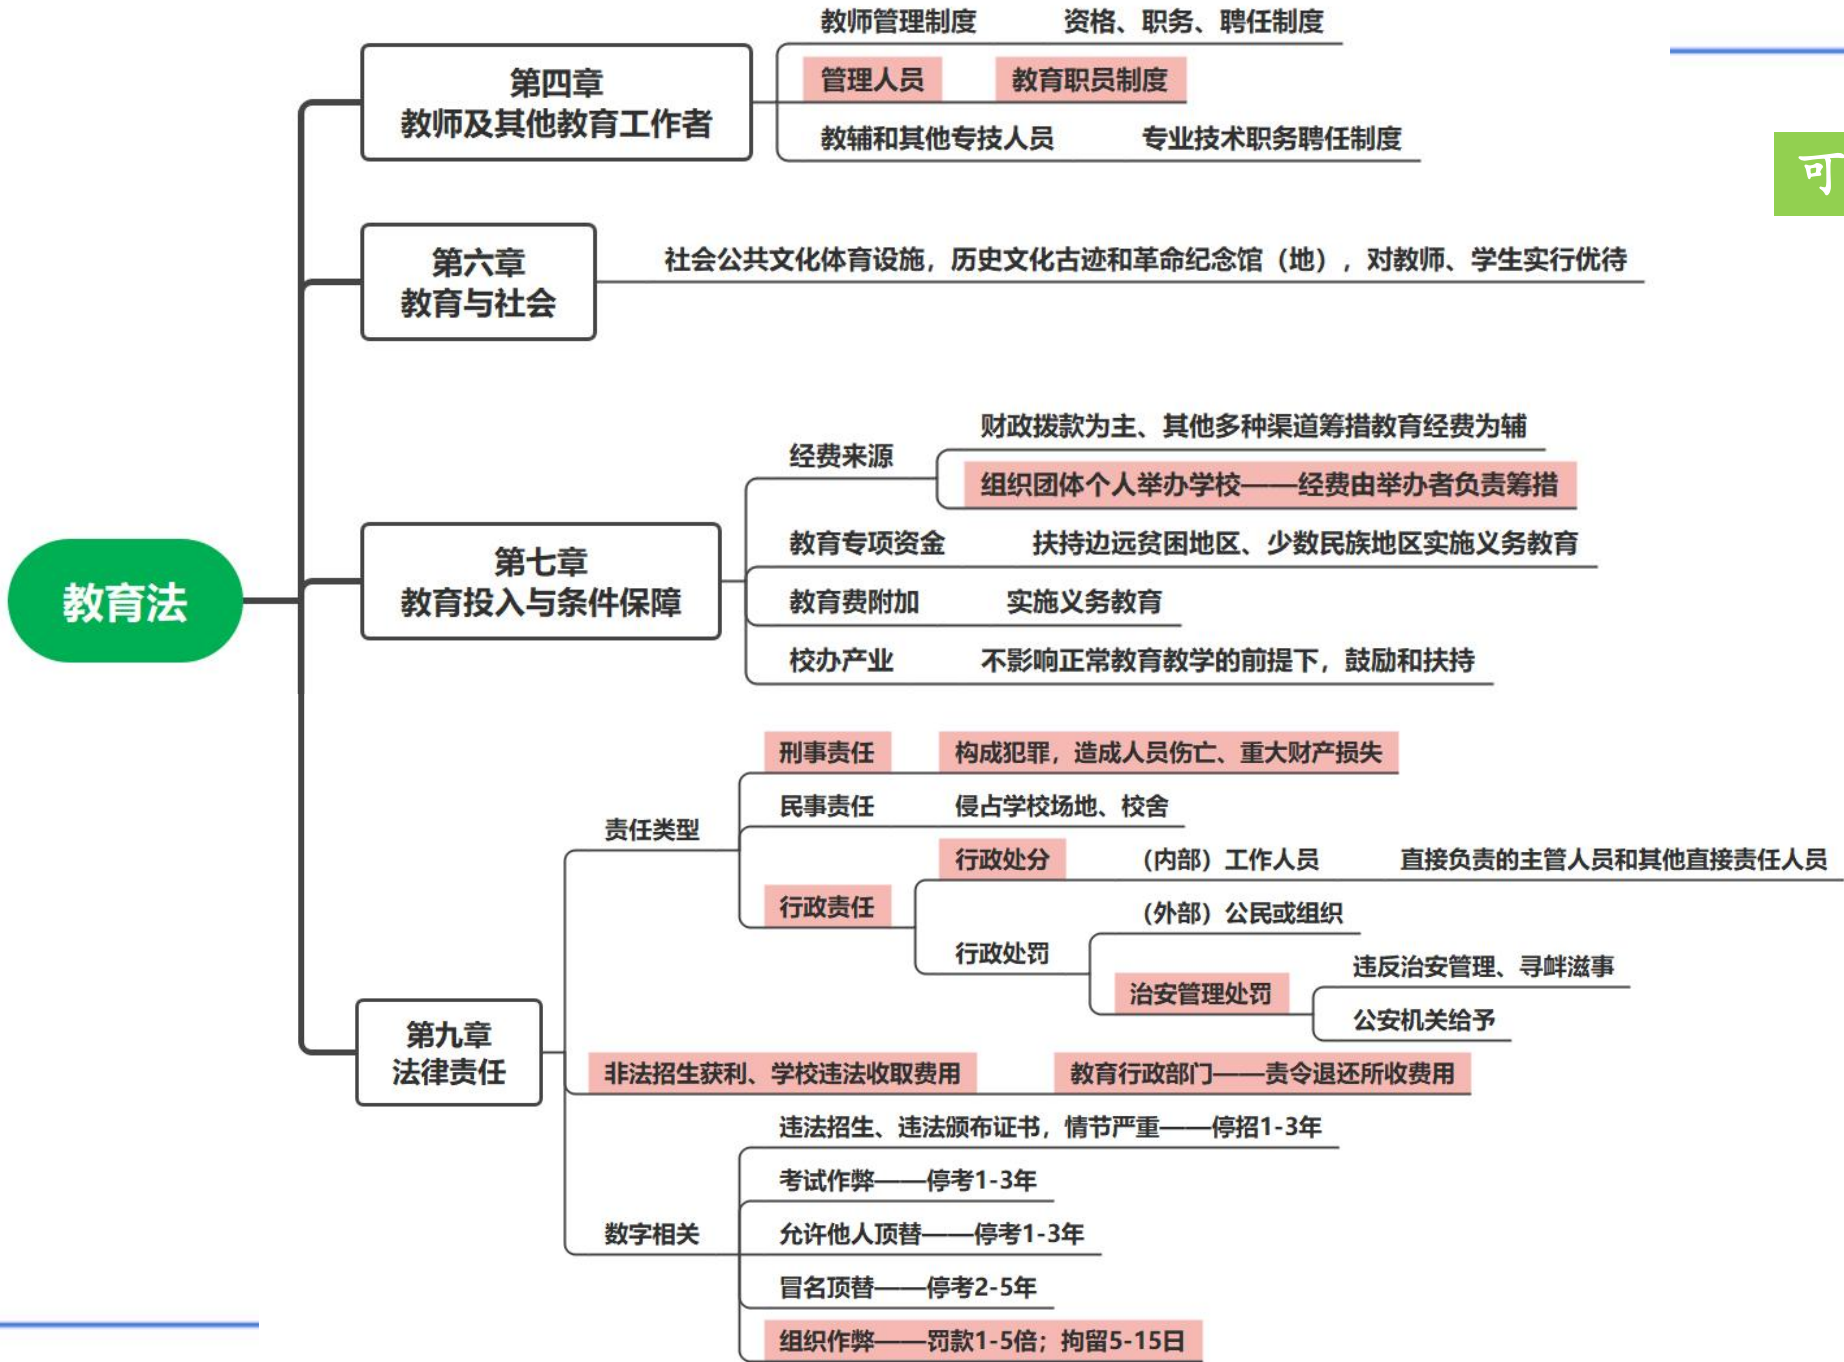 教育法
第四章
教师及其他教育工作者
教师管理制度 资格、职务、聘任制度
管理人员 教育职员制度
教辅和其他专技人员 专业技术职务聘任制度
可
第六章
教育与社会
社会公共文化体育设施，历史文化古迹和革命纪念馆（地），对教师、学生实行优待
第七章
教育投入与条件保障
经费来源
财政拨款为主、其他多种渠道筹措教育经费为辅
组织团体个人举办学校——经费由举办者负责筹措
教育专项资金 扶持边远贫困地区、少数民族地区实施义务教育
教育费附加 实施义务教育
校办产业 不影响正常教育教学的前提下，鼓励和扶持
第九章
法律责任
责任类型
刑事责任 构成犯罪，造成人员伤亡、重大财产损失
民事责任 侵占学校场地、校舍
行政责任
行政处分 （内部）工作人员 直接负责的主管人员和其他直接责任人员
行政处罚
（外部）公民或组织
治安管理处罚
违反治安管理、寻衅滋事
公安机关给予
非法招生获利、学校违法收取费用 教育行政部门——责令退还所收费用
数字相关
违法招生、违法颁布证书，情节严重——停招1-3年
考试作弊——停考1-3年
允许他人顶替——停考1-3年
冒名顶替——停考2-5年
组织作弊——罚款1-5倍；拘留5-15日